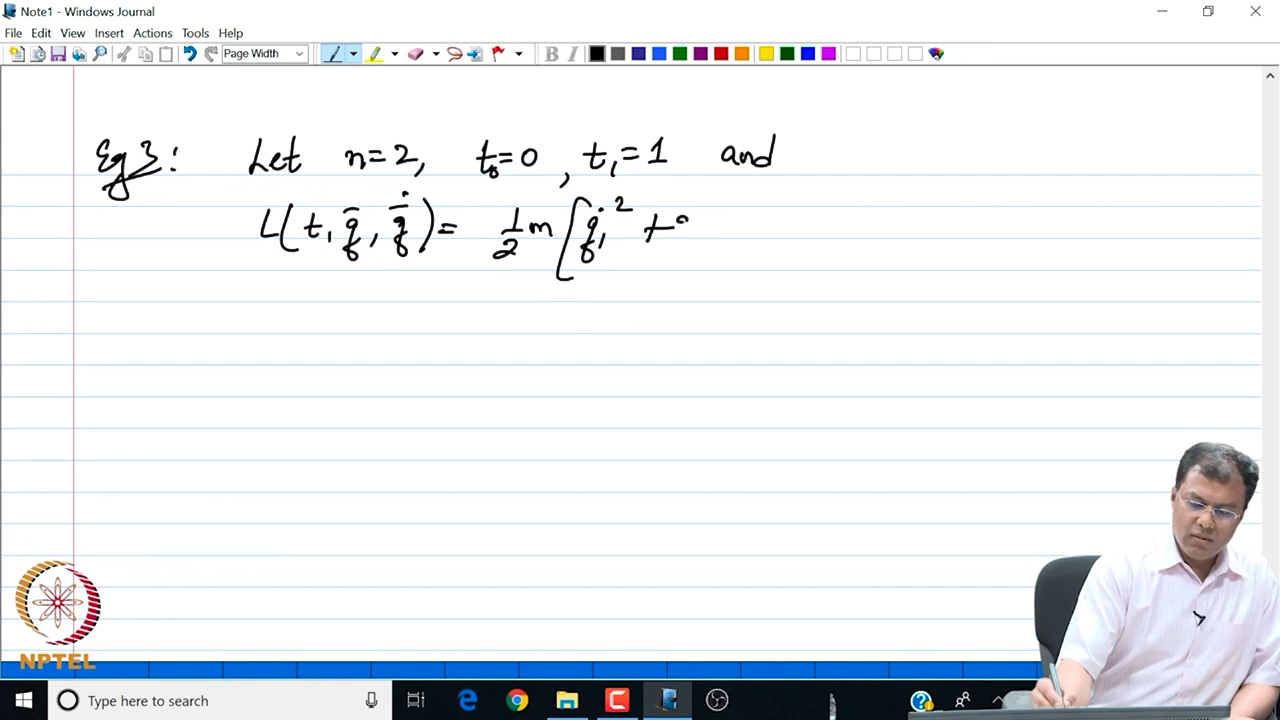 Note1 - Windows Journal
File Edit View Insert Actions Tools Help
Page Width B I
Eg 3: Let n=2, t₀=0, t₁=1 and
L(t, q̄, q̄̇) = 1/2 m [q̇₁²
NPTEL
Type here to search